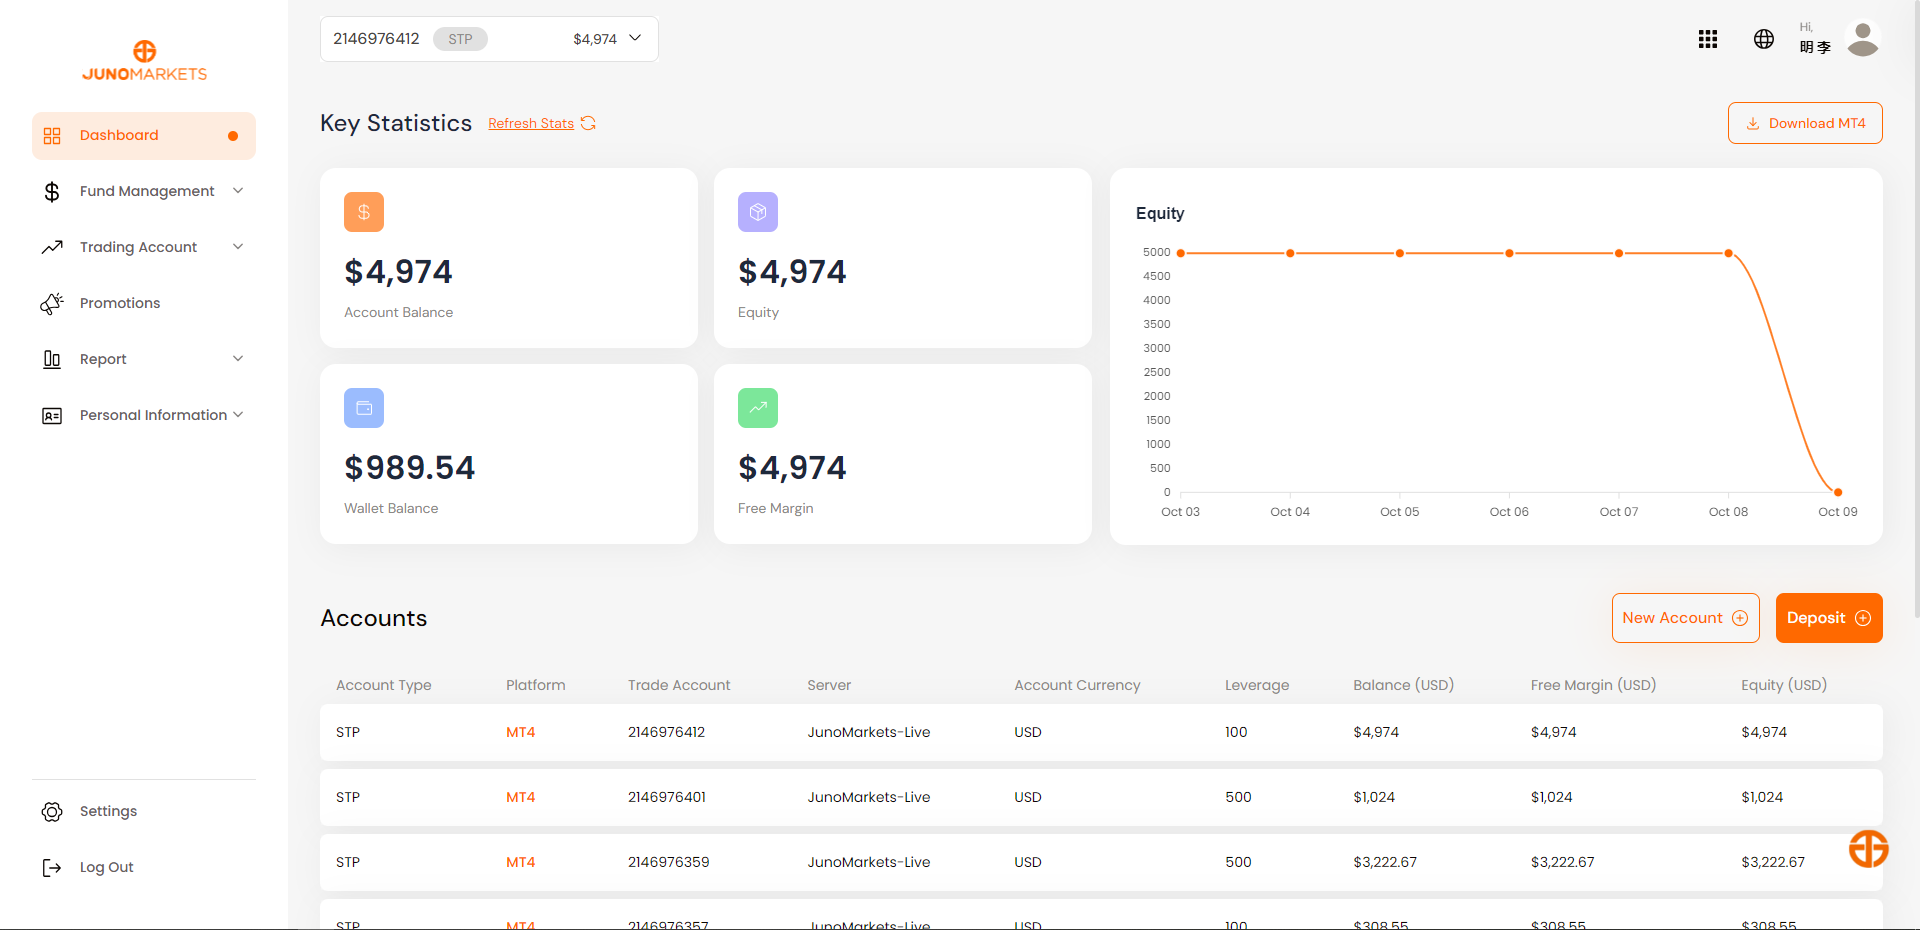 JUNOMARKETS
Dashboard
Fund Management
Trading Account
Promotions
Report
Personal Information
Settings
Log Out
2146976412 STP $4,974
Hi,
明 李
Key Statistics Refresh Stats
Download MT4
$4,974
Account Balance
$4,974
Equity
$989.54
Wallet Balance
$4,974
Free Margin
Equity
5000
4500
4000
3500
3000
2500
2000
1500
1000
500
0
Oct 03 Oct 04 Oct 05 Oct 06 Oct 07 Oct 08 Oct 09
Accounts
New Account
Deposit
Account Type Platform Trade Account Server Account Currency Leverage Balance (USD) Free Margin (USD) Equity (USD)
STP MT4 2146976412 JunoMarkets-Live USD 100 $4,974 $4,974 $4,974
STP MT4 2146976401 JunoMarkets-Live USD 500 $1,024 $1,024 $1,024
STP MT4 2146976359 JunoMarkets-Live USD 500 $3,222.67 $3,222.67 $3,222.67
STP MT4 2146976357 JunoMarkets-Live USD 100 $308.55 $308.55 $308.55